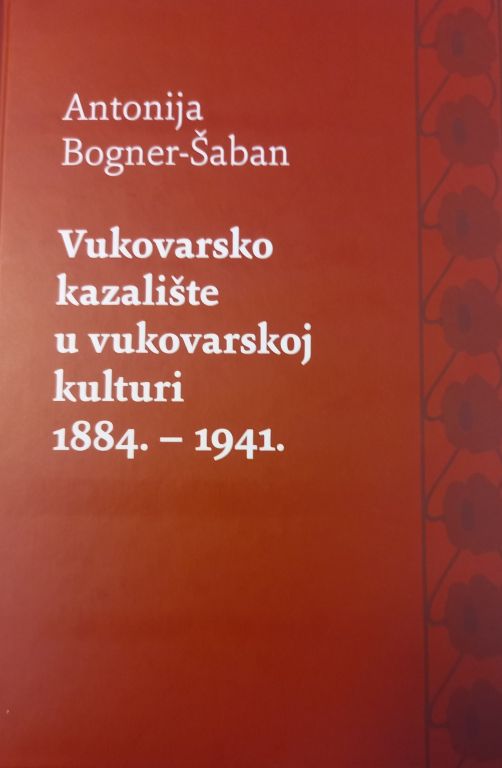 Antonija
Bogner-Šaban
Vukovarsko
kazalište
u vukovarskoj
kulturi
1884. – 1941.